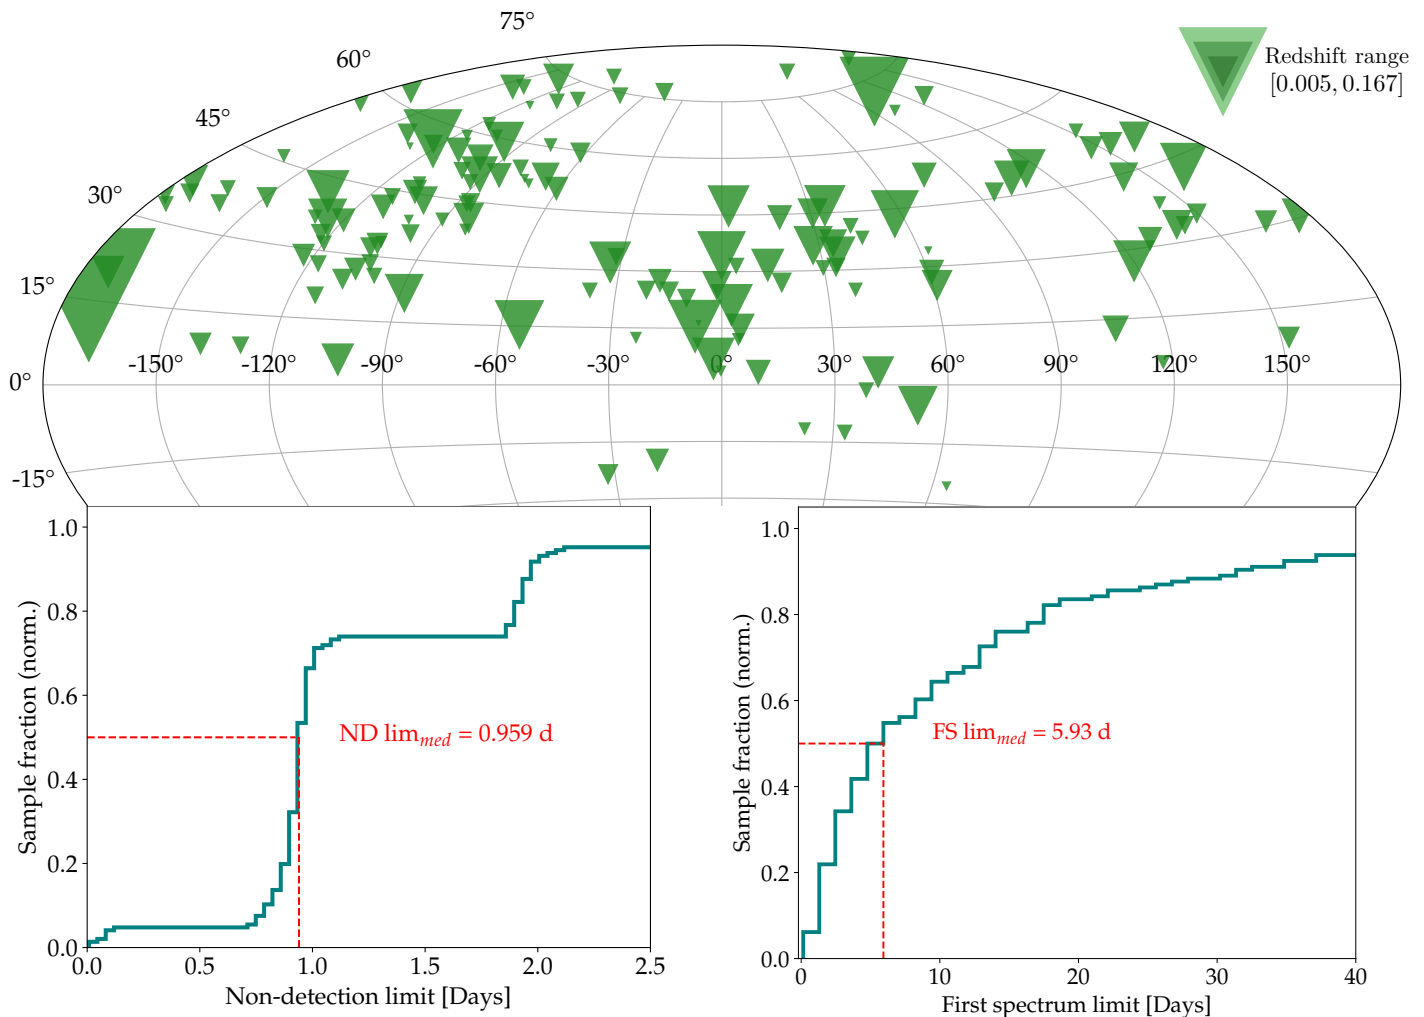 75°
60°
45°
30°
15°
0°
-15°
Redshift range
[0.005, 0.167]
-150° -120° -90° -60° -30° 0° 30° 60° 90° 120° 150°
1.0
0.8
0.6
0.4
0.2
0.0
Sample fraction (norm.)
ND lim_med = 0.959 d
0.0 0.5 1.0 1.5 2.0 2.5
Non-detection limit [Days]
1.0
0.8
0.6
0.4
0.2
0.0
Sample fraction (norm.)
FS lim_med = 5.93 d
0 10 20 30 40
First spectrum limit [Days]